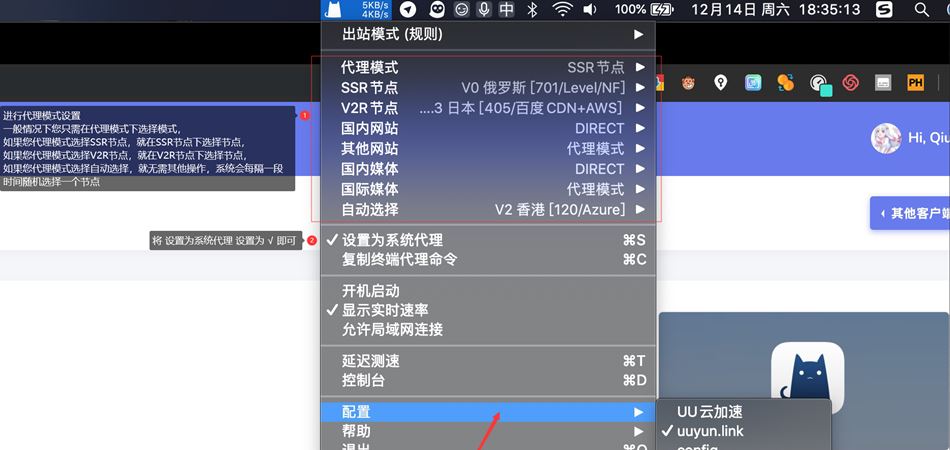 5KB/s
4KB/s
中
100%
12月14日 周六 18:35:13
S
出站模式 (规则)
代理模式 SSR节点
SSR节点 V0 俄罗斯 [701/Level/NF]
V2R节点 ....3 日本 [405/百度 CDN+AWS]
国内网站 DIRECT
其他网站 代理模式
国内媒体 DIRECT
国际媒体 代理模式
自动选择 V2 香港 [120/Azure]
PH
进行代理模式设置
一般情况下您只需在代理模式下选择模式,
如果您代理模式选择SSR节点，就在SSR节点下选择节点,
如果您代理模式选择V2R节点，就在V2R节点下选择节点,
如果您代理模式选择自动选择，就无需其他操作，系统会每隔一段
时间随机选择一个节点
1
Hi, Qiu
其他客户端
将 设置为系统代理 设置为 √ 即可
2
✓ 设置为系统代理 ⌘S
复制终端代理命令 ⌘C
开机启动
✓ 显示实时速率
允许局域网连接
延迟测速 ⌘T
控制台 ⌘D
配置
帮助
退出
UU云加速
✓ uuyun.link
config